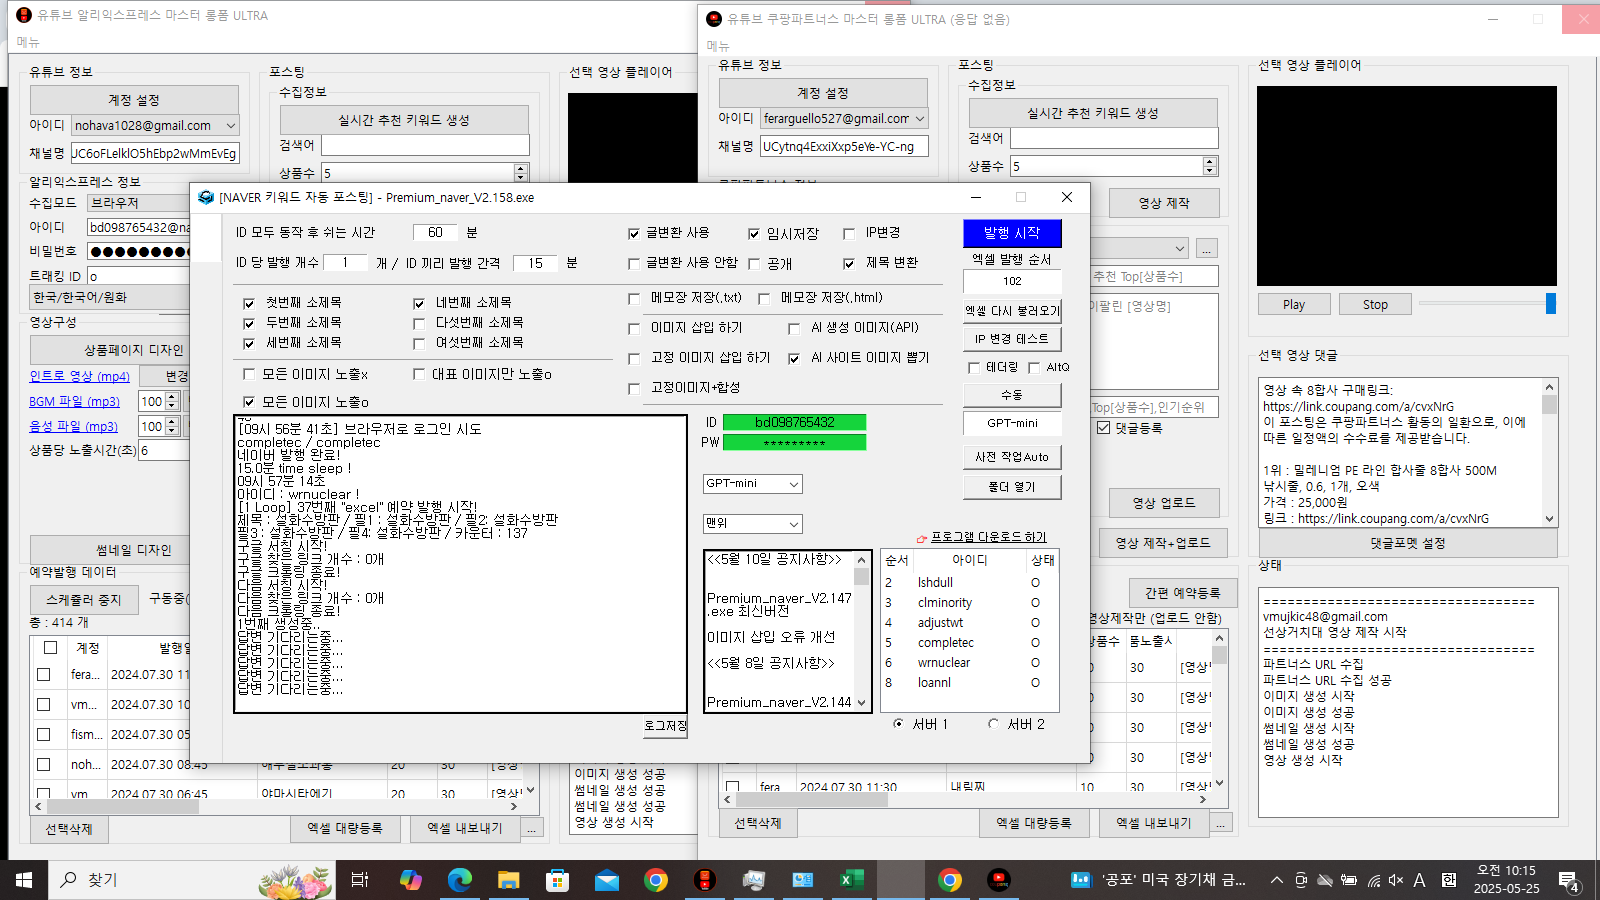 유튜브 알리익스프레스 마스터 롱폼 ULTRA
메뉴
유튜브 정보
계정 설정
아이디 nohava1028@gmail.com
채널명 UC6oFLelklO5hEbp2wMmEvEg
알리익스프레스 정보
수집모드 브라우저
아이디 bd098765432@na
비밀번호 ●●●●●●●●●
트래킹 ID o
한국/한국어/원화
영상구성
상품페이지 디자인
인트로 영상 (mp4) 변경
BGM 파일 (mp3) 100
음성 파일 (mp3) 100
상품당 노출시간(초) 6
썸네일 디자인
예약발행 데이터
스케쥴러 중지 구동중(
총 : 414 개
계정 발행일
fera... 2024.07.30 11
vm... 2024.07.30 10
fism... 2024.07.30 05
noh... 2024.07.30 08:45 20 30 [영상
vm 2024.07.30 06:45 야마시타에기 20 30 [영상
선택삭제 엑셀 대량등록 엑셀 내보내기 ...
포스팅
수집정보
실시간 추천 키워드 생성
검색어
상품수 5
선택 영상 플레이어
이미지 생성 성공
썸네일 생성 시작
썸네일 생성 성공
영상 생성 시작
유튜브 쿠팡파트너스 마스터 롱폼 ULTRA (응답 없음)
메뉴
유튜브 정보
계정 설정
아이디 ferarguello527@gmail.com
채널명 UCytnq4ExxiXxp5eYe-YC-ng
포스팅
수집정보
실시간 추천 키워드 생성
검색어
상품수 5
영상 제작
...
추천 Top[상품수]
이팔린 [영상명]
Top[상품수],인기순위
댓글등록
영상 업로드
영상 제작+업로드
간편 예약등록
영상제작만 (업로드 안함)
상품수 품노출시
30 [영상
30 [영상
30 [영상
30 [영상
fera 2024.07.30 11:30 내림찌 10 30 [영상
선택삭제 엑셀 대량등록 엑셀 내보내기 ...
선택 영상 플레이어
Play Stop
선택 영상 댓글
영상 속 8합사 구매링크:
https://link.coupang.com/a/cvxNrG
이 포스팅은 쿠팡파트너스 활동의 일환으로, 이에
따른 일정액의 수수료를 제공받습니다.
1위 : 밀레니엄 PE 라인 합사줄 8합사 500M
낚시줄, 0.6, 1개, 오색
가격 : 25,000원
링크 : https://link.coupang.com/a/cvxNrG
댓글포멧 설정
상태
==================================
vmujkic48@gmail.com
선상거치대 영상 제작 시작
==================================
파트너스 URL 수집
파트너스 URL 수집 성공
이미지 생성 시작
이미지 생성 성공
썸네일 생성 시작
썸네일 생성 성공
영상 생성 시작
[NAVER 키워드 자동 포스팅] - Premium_naver_V2.158.exe
ID 모두 동작 후 쉬는 시간 60 분
ID 당 발행 개수 1 개 / ID 끼리 발행 간격 15 분
글변환 사용 임시저장 IP변경
글변환 사용 안함 공개 제목 변환
첫번째 소제목 네번째 소제목
두번째 소제목 다섯번째 소제목
세번째 소제목 여섯번째 소제목
모든 이미지 노출x 대표 이미지만 노출o
모든 이미지 노출o
메모장 저장(.txt) 메모장 저장(.html)
이미지 삽입 하기 AI 생성 이미지(API)
고정 이미지 삽입 하기 AI 사이트 이미지 뽑기
고정이미지+합성
발행 시작
엑셀 발행 순서
102
엑셀 다시 불러오기
IP 변경 테스트
테더링 AltQ
수동
GPT-mini
사전 작업Auto
폴더 열기
ID bd098765432
PW *********
GPT-mini
맨위
[09시 56분 41초] 브라우저로 로그인 시도
completec / completec
네이버 발행 완료!
15.0분 time sleep !
09시 57분 14초
아이디 : wrnuclear !
[1 Loop] 37번째 "excel" 예약 발행 시작!
제목 : 설화수방판 / 필1 : 설화수방판 / 필2: 설화수방판
필3 : 설화수방판 / 필4: 설화수방판 / 카운터 : 137
구글 서칭 시작!
구글 찾은 링크 개수 : 0개
구글 크롤링 종료!
다음 서칭 시작!
다음 찾은 링크 개수 : 0개
다음 크롤링 종료!
1번째 생성중..
답변 기다리는중...
답변 기다리는중...
답변 기다리는중...
답변 기다리는중...
답변 기다리는중...
로그저장
<<5월 10일 공지사항>>
Premium_naver_V2.147
.exe 최신버전
이미지 삽입 오류 개선
<<5월 8일 공지사항>>
Premium_naver_V2.144
👉 프로그램 다운로드 하기
순서 아이디 상태
2 lshdull O
3 clminority O
4 adjustwt O
5 completec O
6 wrnuclear O
8 loannl O
서버 1 서버 2
찾기
'공포' 미국 장기채 금...
A 한
오전 10:15
2025-05-25
4